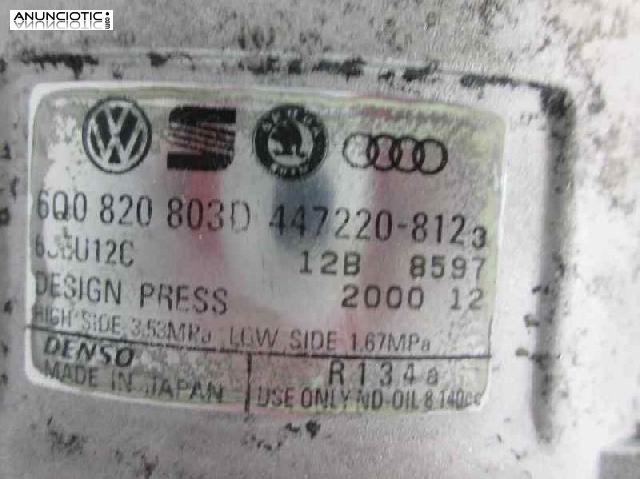 ANUNCIOTIC.com
6Q0 820 803D 447220-8123
12B 8597
DESIGN PRESS 2000 12
HIGH SIDE 3.53MPa, LOW SIDE 1.67MPa
DENSO R134a
MADE IN JAPAN USE ONLY ND-OIL 8 140cc